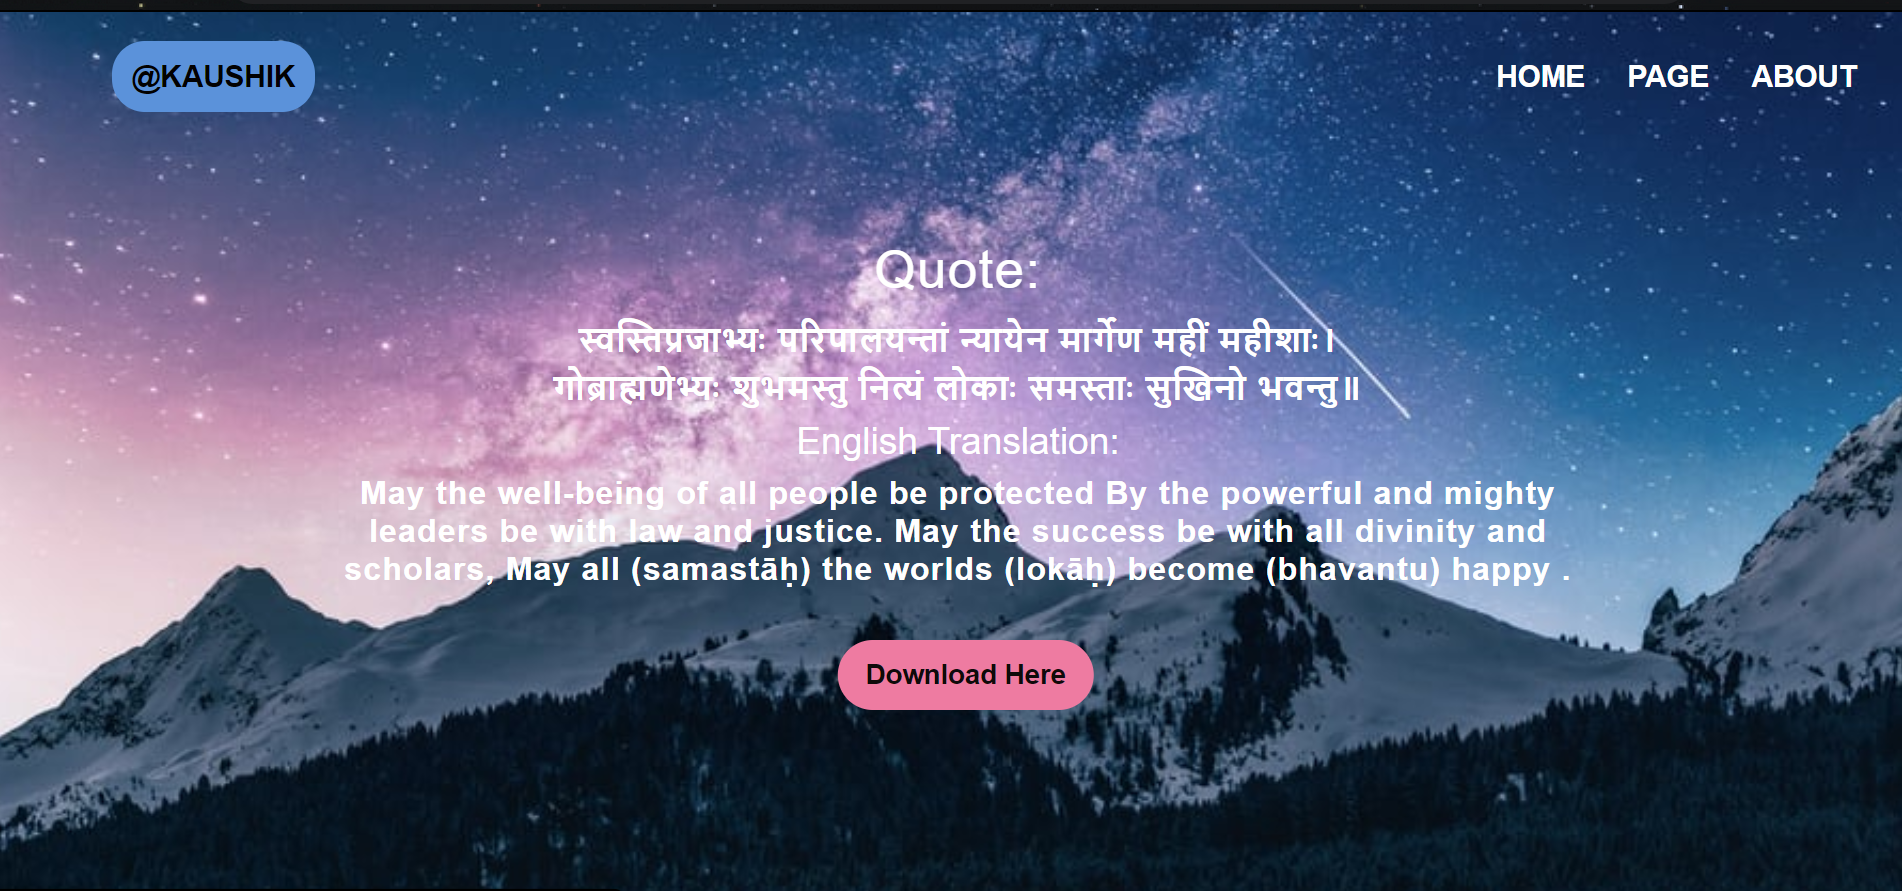 @KAUSHIK
HOME PAGE ABOUT
Quote:
स्वस्तिप्रजाभ्यः परिपालयन्तां न्यायेन मार्गेण महीं महीशाः।
गोब्राह्मणेभ्यः शुभमस्तु नित्यं लोकाः समस्ताः सुखिनो भवन्तु॥
English Translation:
May the well-being of all people be protected By the powerful and mighty
leaders be with law and justice. May the success be with all divinity and
scholars, May all (samastāḥ) the worlds (lokāḥ) become (bhavantu) happy .
Download Here